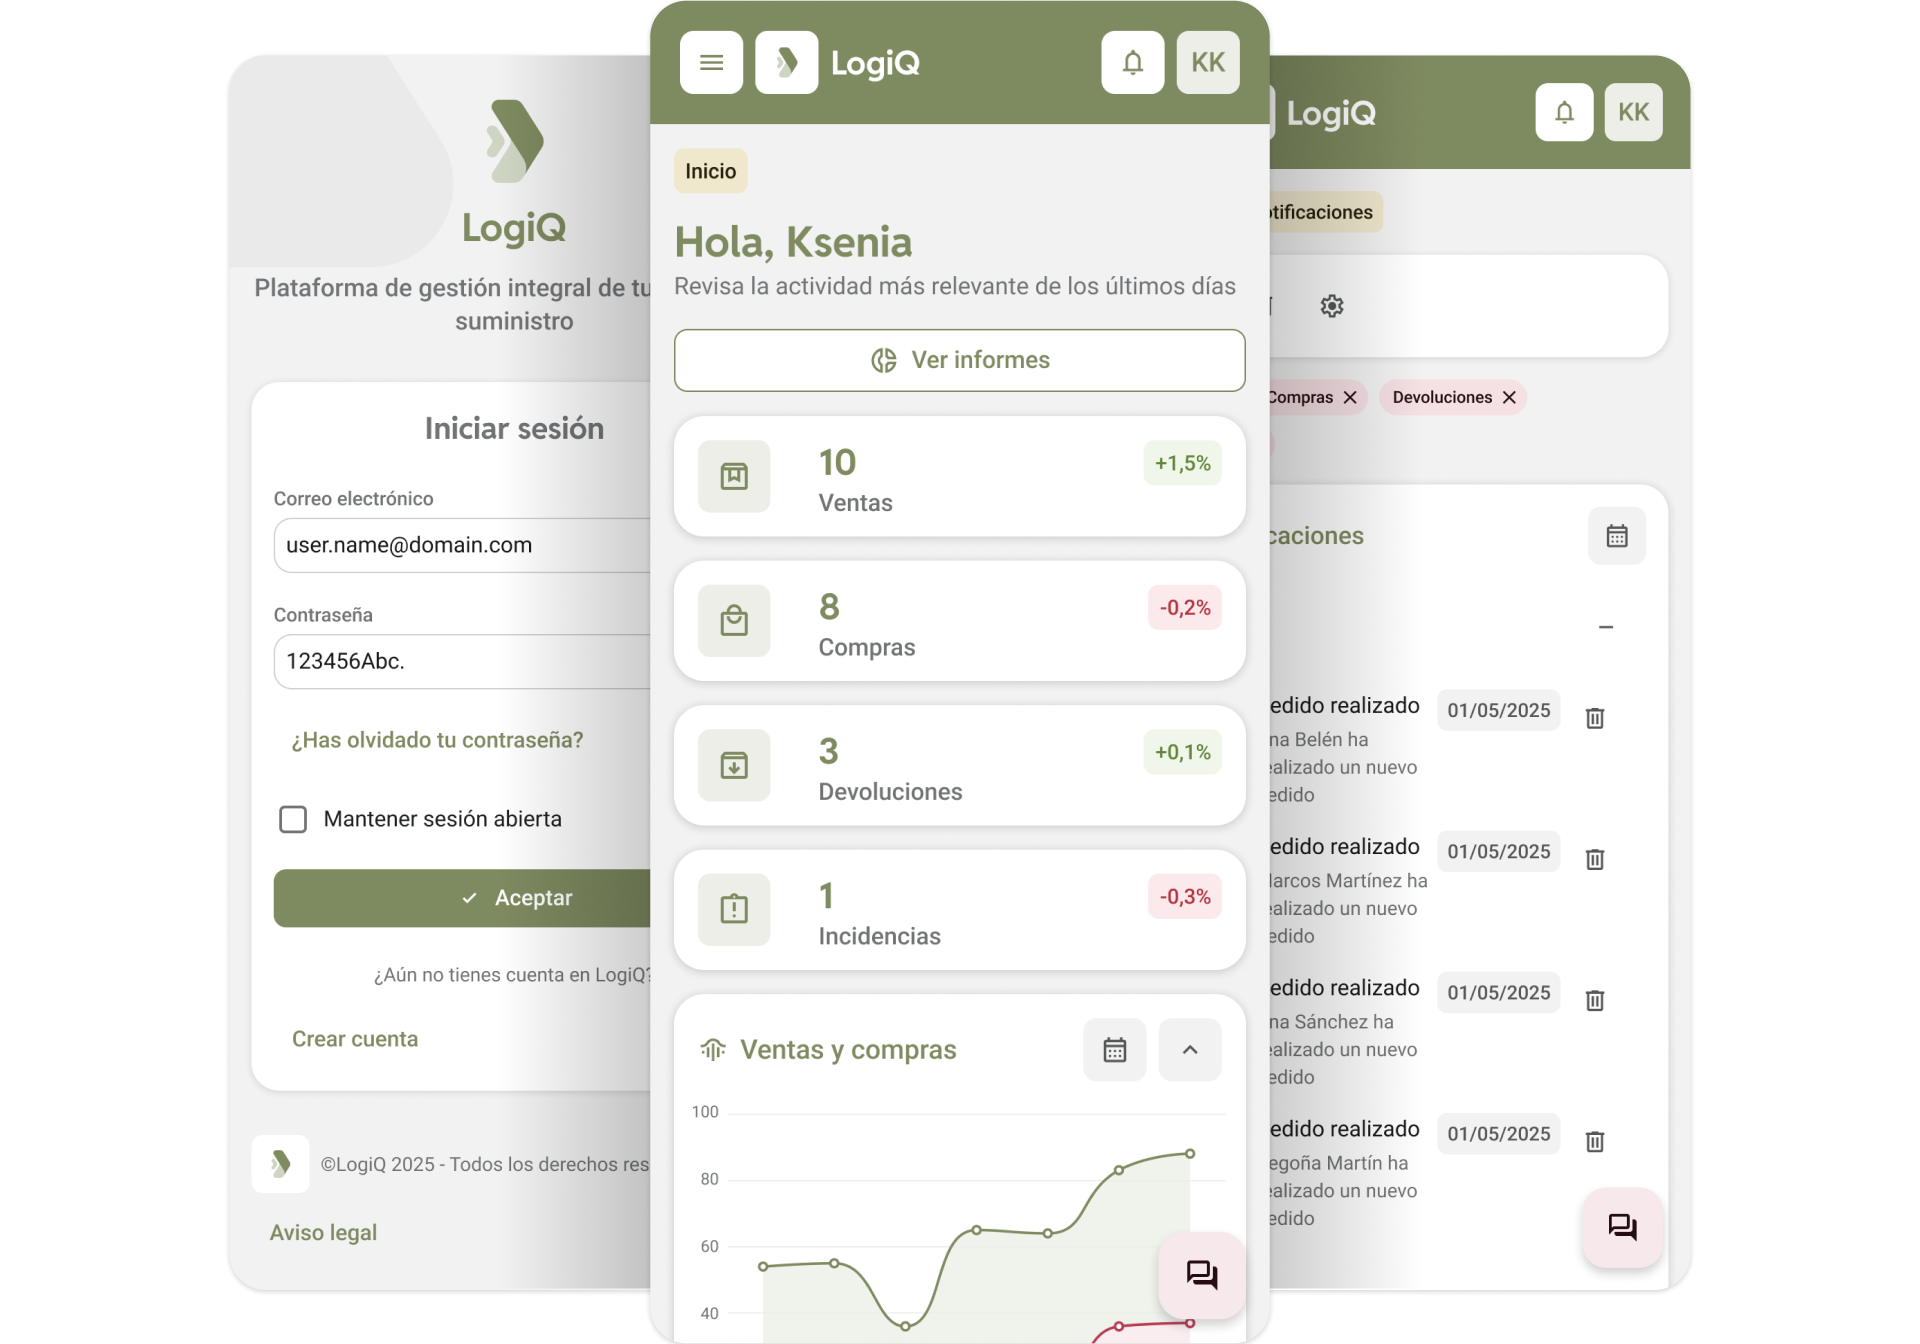 LogiQ
Plataforma de gestión integral de tu
suministro
Iniciar sesión
Correo electrónico
user.name@domain.com
Contraseña
123456Abc.
¿Has olvidado tu contraseña?
Mantener sesión abierta
Aceptar
¿Aún no tienes cuenta en LogiQ?
Crear cuenta
©LogiQ 2025 - Todos los derechos res
Aviso legal
LogiQ
KK
Inicio
Hola, Ksenia
Revisa la actividad más relevante de los últimos días
Ver informes
10
Ventas
+1,5%
8
Compras
-0,2%
3
Devoluciones
+0,1%
1
Incidencias
-0,3%
Ventas y compras
100
80
60
40
LogiQ
KK
otificaciones
Compras
Devoluciones
caciones
edido realizado
01/05/2025
na Belén ha
ealizado un nuevo
edido
edido realizado
01/05/2025
arcos Martínez ha
ealizado un nuevo
edido
edido realizado
01/05/2025
na Sánchez ha
ealizado un nuevo
edido
edido realizado
01/05/2025
egoña Martín ha
ealizado un nuevo
edido